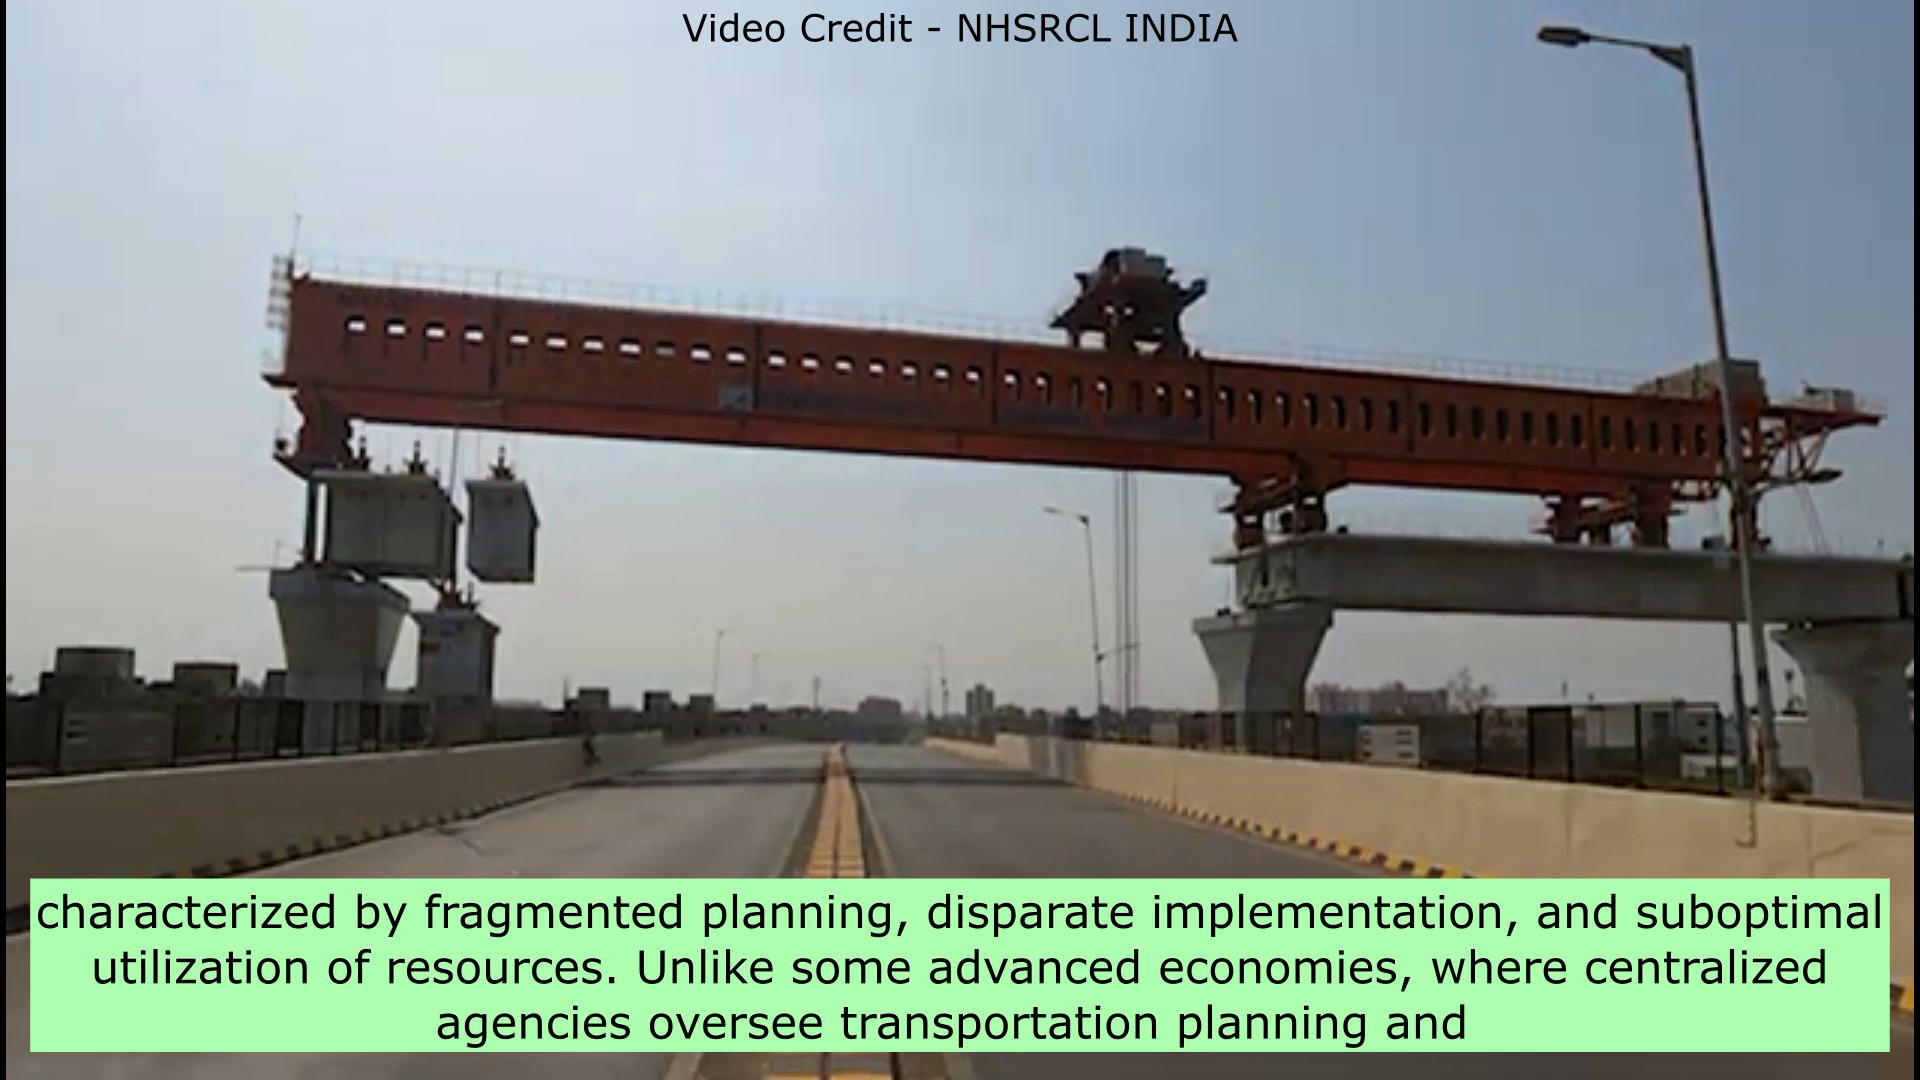 Video Credit - NHSRCL INDIA
characterized by fragmented planning, disparate implementation, and suboptimal
utilization of resources. Unlike some advanced economies, where centralized
agencies oversee transportation planning and